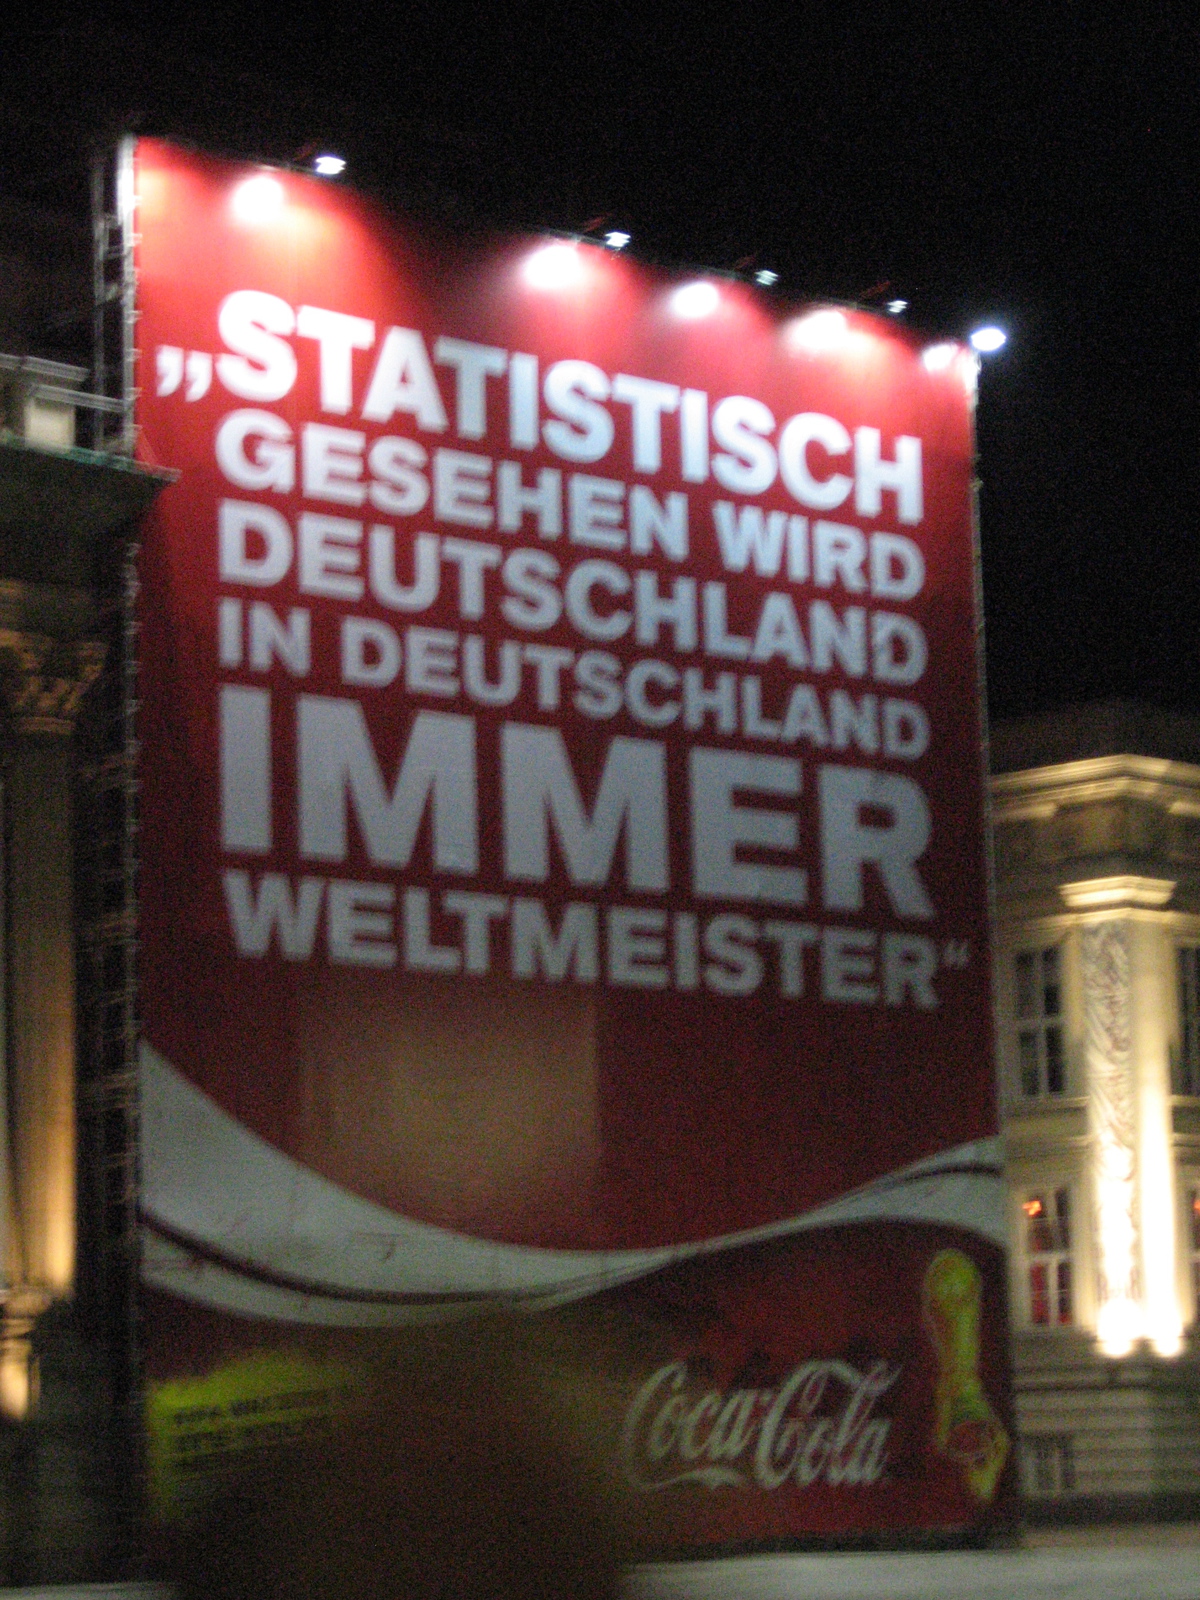 „STATISTISCH
GESEHEN WIRD
DEUTSCHLAND
IN DEUTSCHLAND
IMMER
WELTMEISTER“
Coca-Cola